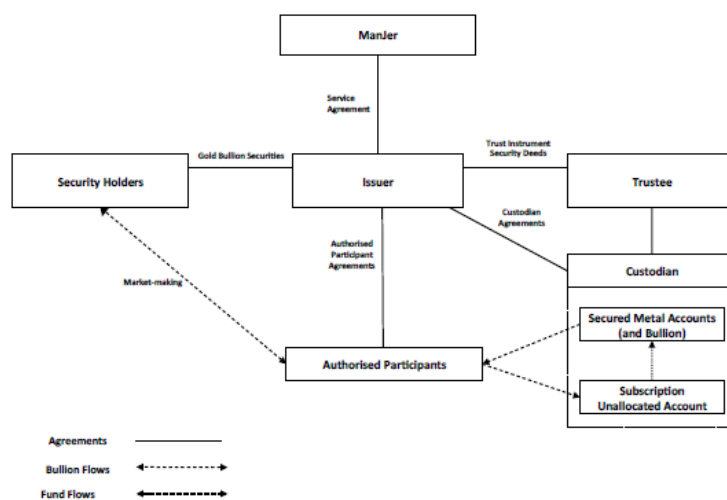 ManJer
Service
Agreement
Gold Bullion Securities
Trust Instrument
Security Deeds
Security Holders
Issuer
Trustee
Custodian
Agreements
Authorised
Participant
Agreements
Custodian
Market-making
Secured Metal Accounts
(and Bullion)
Authorised Participants
Subscription
Unallocated Account
Agreements
Bullion Flows
Fund Flows